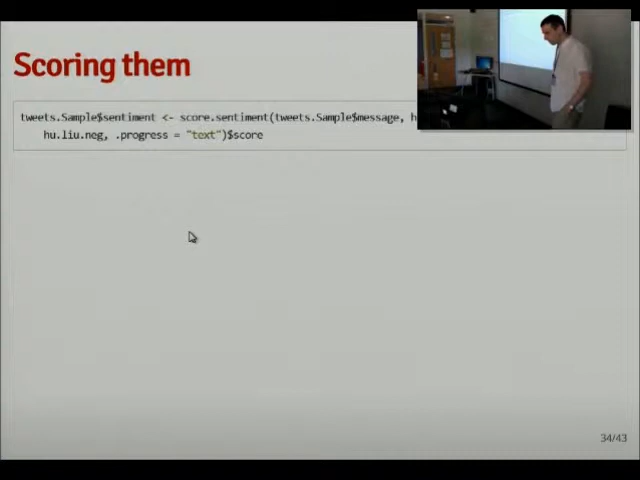 Scoring them
tweets.Sample$sentiment <- score.sentiment(tweets.Sample$message, h
hu.liu.neg, .progress = "text")$score
34/43